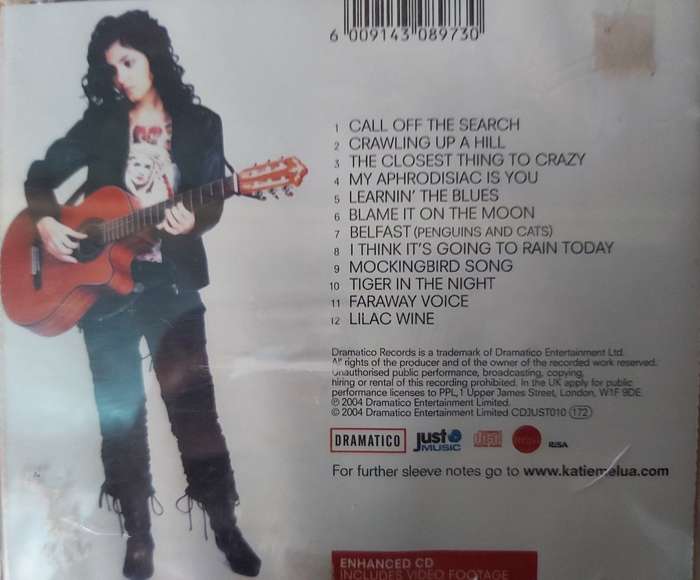 6 009143 089730
1 CALL OFF THE SEARCH
2 CRAWLING UP A HILL
3 THE CLOSEST THING TO CRAZY
4 MY APHRODISIAC IS YOU
5 LEARNIN' THE BLUES
6 BLAME IT ON THE MOON
7 BELFAST (PENGUINS AND CATS)
8 I THINK IT'S GOING TO RAIN TODAY
9 MOCKINGBIRD SONG
10 TIGER IN THE NIGHT
11 FARAWAY VOICE
12 LILAC WINE
Dramatico Records is a trademark of Dramatico Entertainment Ltd.
All rights of the producer and of the owner of the recorded work reserved.
Unauthorised public performance, broadcasting, copying,
hiring or rental of this recording prohibited. In the UK apply for public
performance licenses to PPL, 1 Upper James Street, London, W1F 9DE.
℗ 2004 Dramatico Entertainment Limited.
© 2004 Dramatico Entertainment Limited CDJUST010 172
DRAMATICO just MUSIC disc RiSA
For further sleeve notes go to www.katiemelua.com
ENHANCED CD
INCLUDES VIDEO FOOTAGE